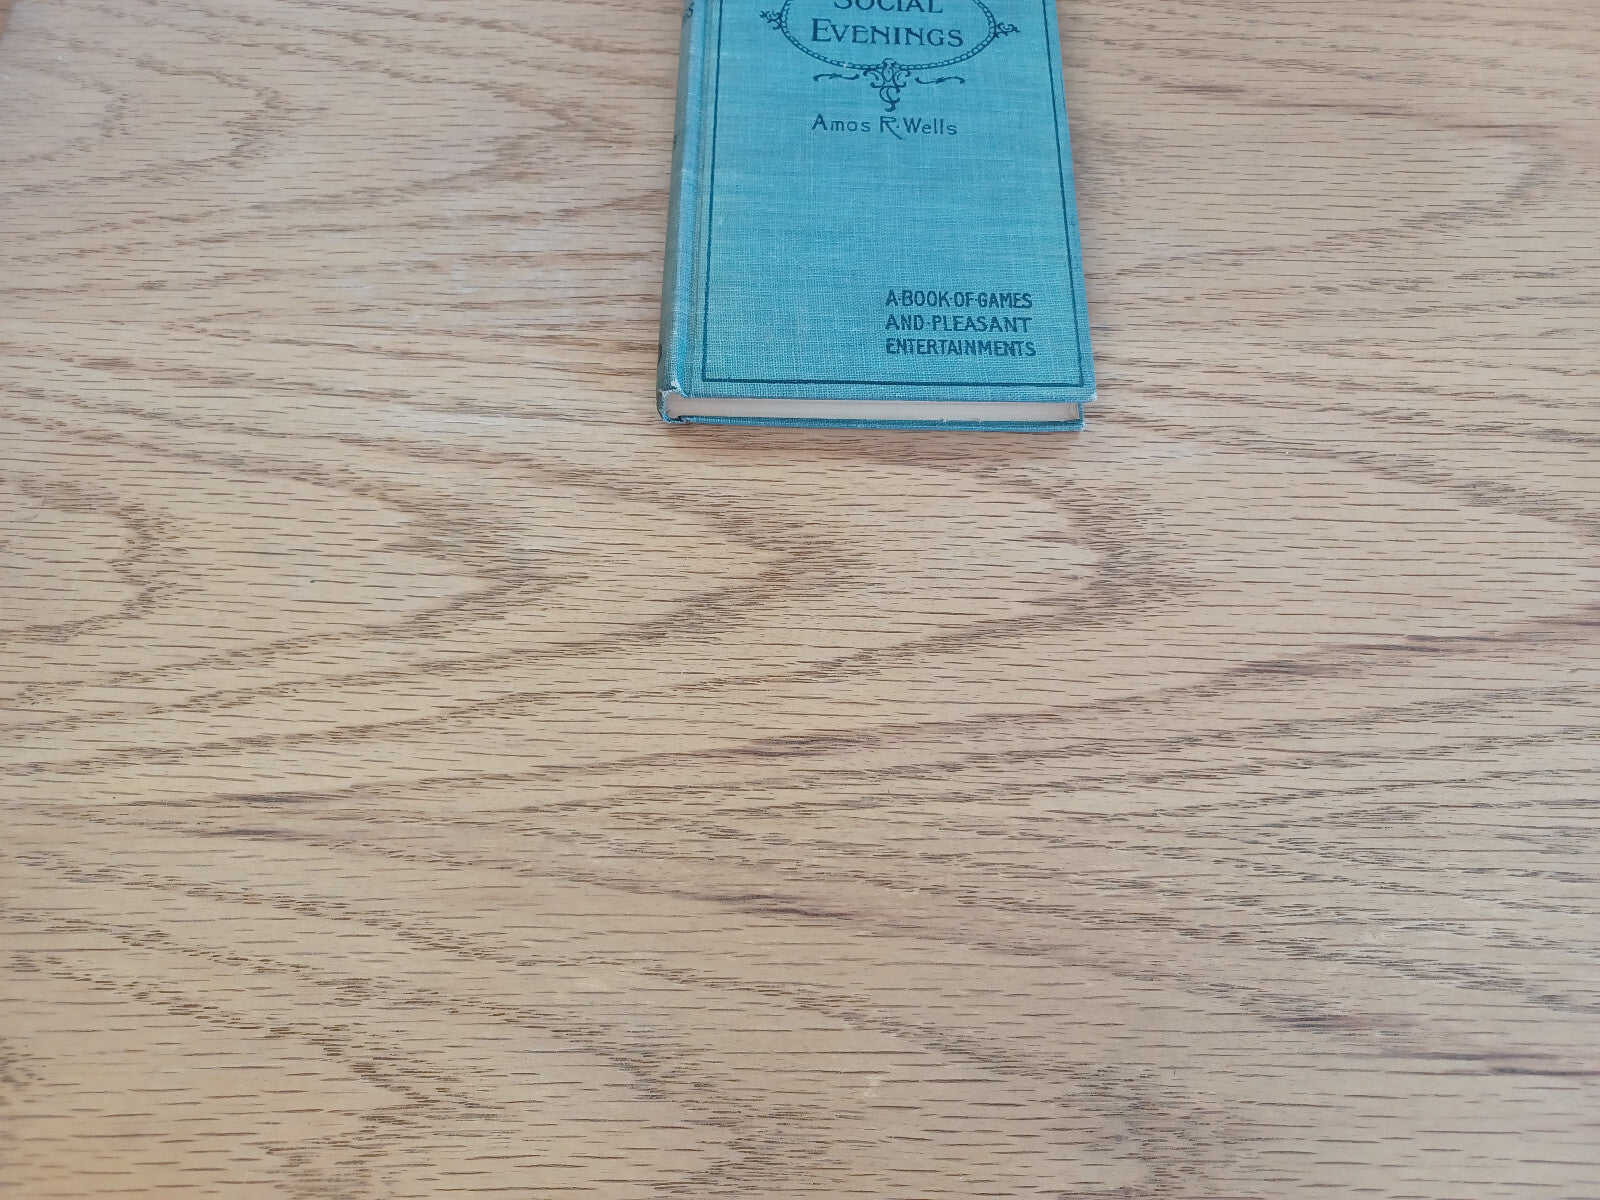 SOCIAL
EVENINGS
Amos R. Wells
A·BOOK·OF·GAMES
AND·PLEASANT
ENTERTAINMENTS